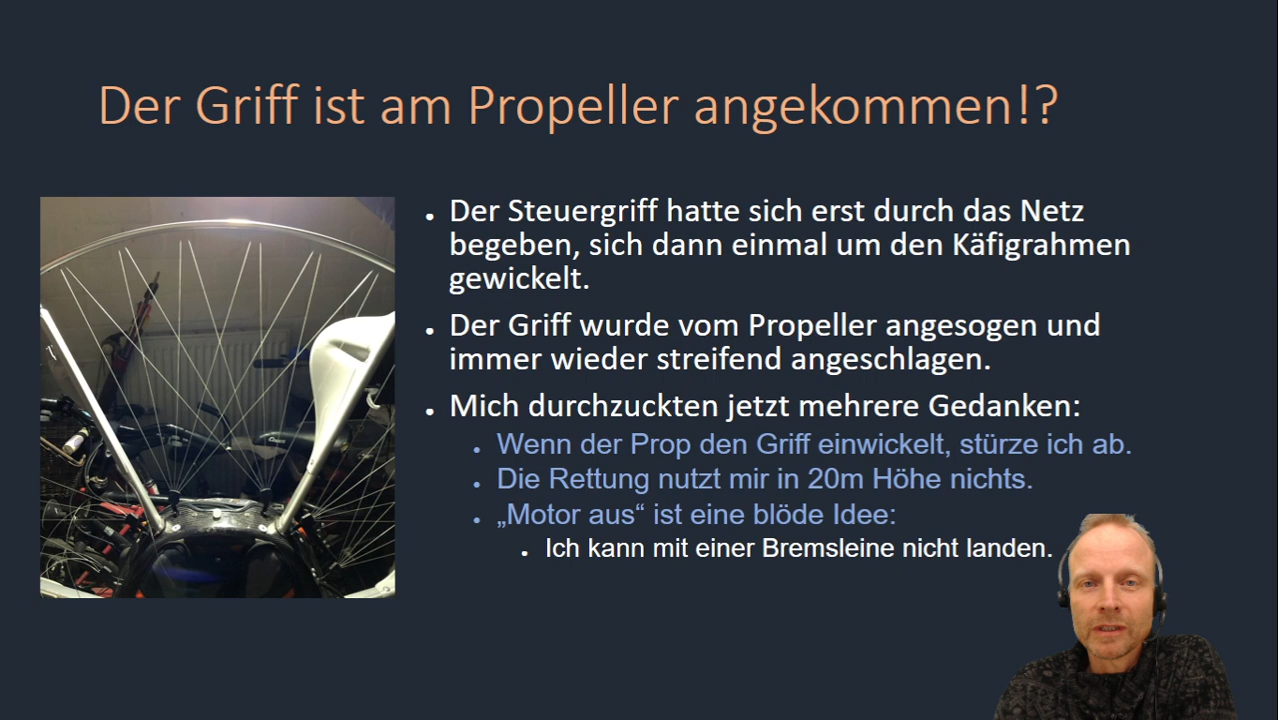 Der Griff ist am Propeller angekommen!?
• Der Steuergriff hatte sich erst durch das Netz
begeben, sich dann einmal um den Käfigrahmen
gewickelt.
• Der Griff wurde vom Propeller angesogen und
immer wieder streifend angeschlagen.
• Mich durchzuckten jetzt mehrere Gedanken:
• Wenn der Prop den Griff einwickelt, stürze ich ab.
• Die Rettung nutzt mir in 20m Höhe nichts.
• „Motor aus“ ist eine blöde Idee:
• Ich kann mit einer Bremsleine nicht landen.